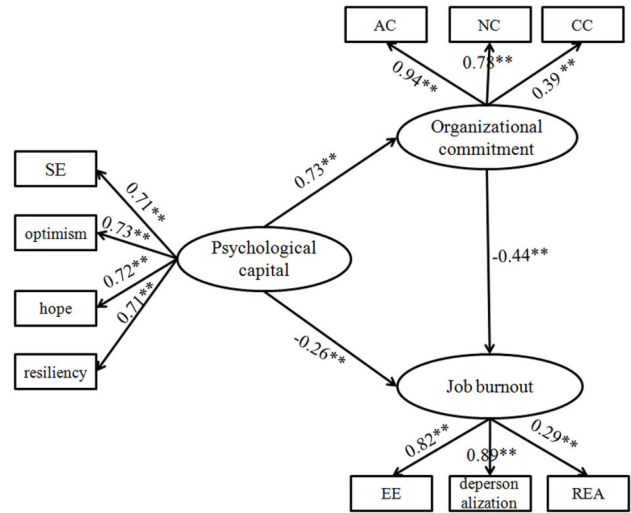 AC
NC
CC
0.94**
0.78**
0.39 **
Organizational
commitment
SE
0.71**
optimism
0.73**
0.73**
Psychological
capital
0.72**
hope
0.71**
-0.44**
resiliency
-0.26**
Job burnout
0.82**
0.89**
0.29**
EE
deperson
alization
REA